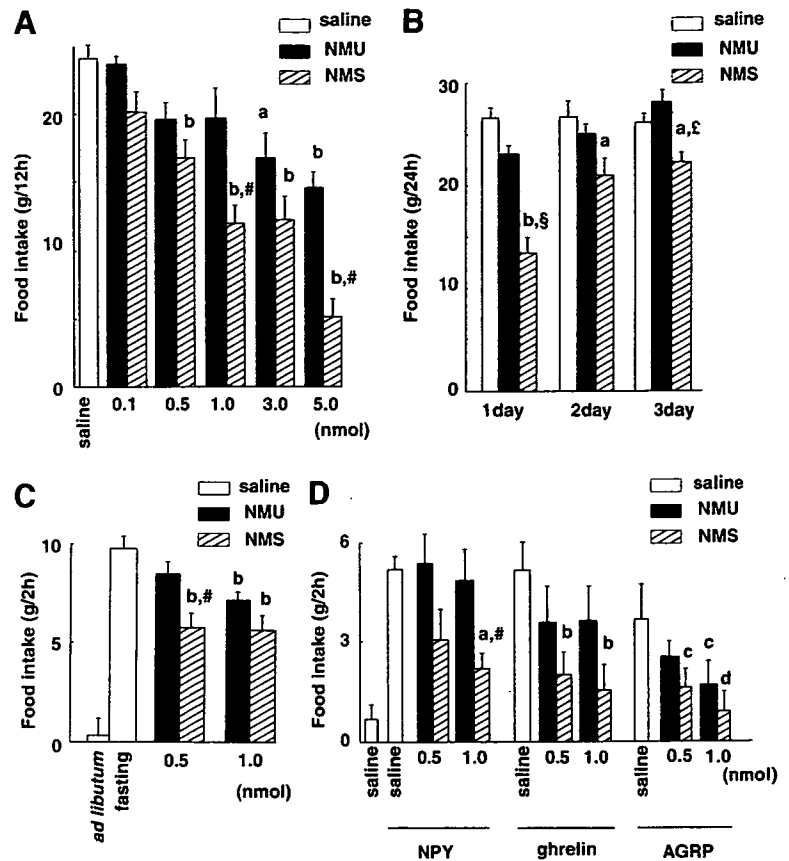 A
saline
NMU
NMS
Food intake (g/12h)
20
10
0
b
b,#
a
b
b
b,#
saline
0.1
0.5
1.0
3.0
5.0
(nmol)
B
saline
NMU
NMS
Food intake (g/24h)
30
20
10
0
b,§
a
a,£
1day
2day
3day
C
saline
NMU
NMS
Food intake (g/2h)
10
5
0
b,#
b
b
ad libutum
fasting
0.5
1.0
(nmol)
D
saline
NMU
NMS
Food intake (g/2h)
6
3
0
a,#
b
b
c
c
d
saline
saline
0.5
1.0
saline
0.5
1.0
saline
0.5
1.0
(nmol)
NPY
ghrelin
AGRP